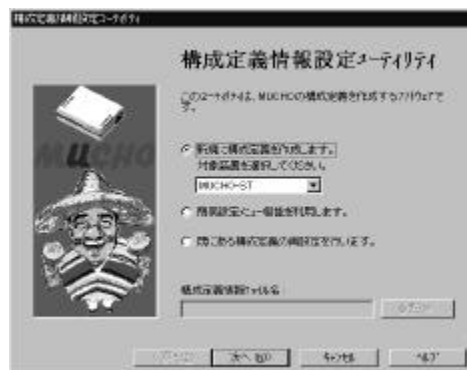 構成定義情報設定ユーティリティ
構成定義情報設定ユーティリティ
このユーティリティは、MUCHOの構成定義を作成するソフトウェアで
す。
MUCHO
新規に構成定義を作成します。
対象装置を選択してください。
MUCHO-ST
簡易設定メニュー機能を利用します。
既にある構成定義の再設定を行います。
構成定義情報ファイル名
次へ(N)
キャンセル
ヘルプ